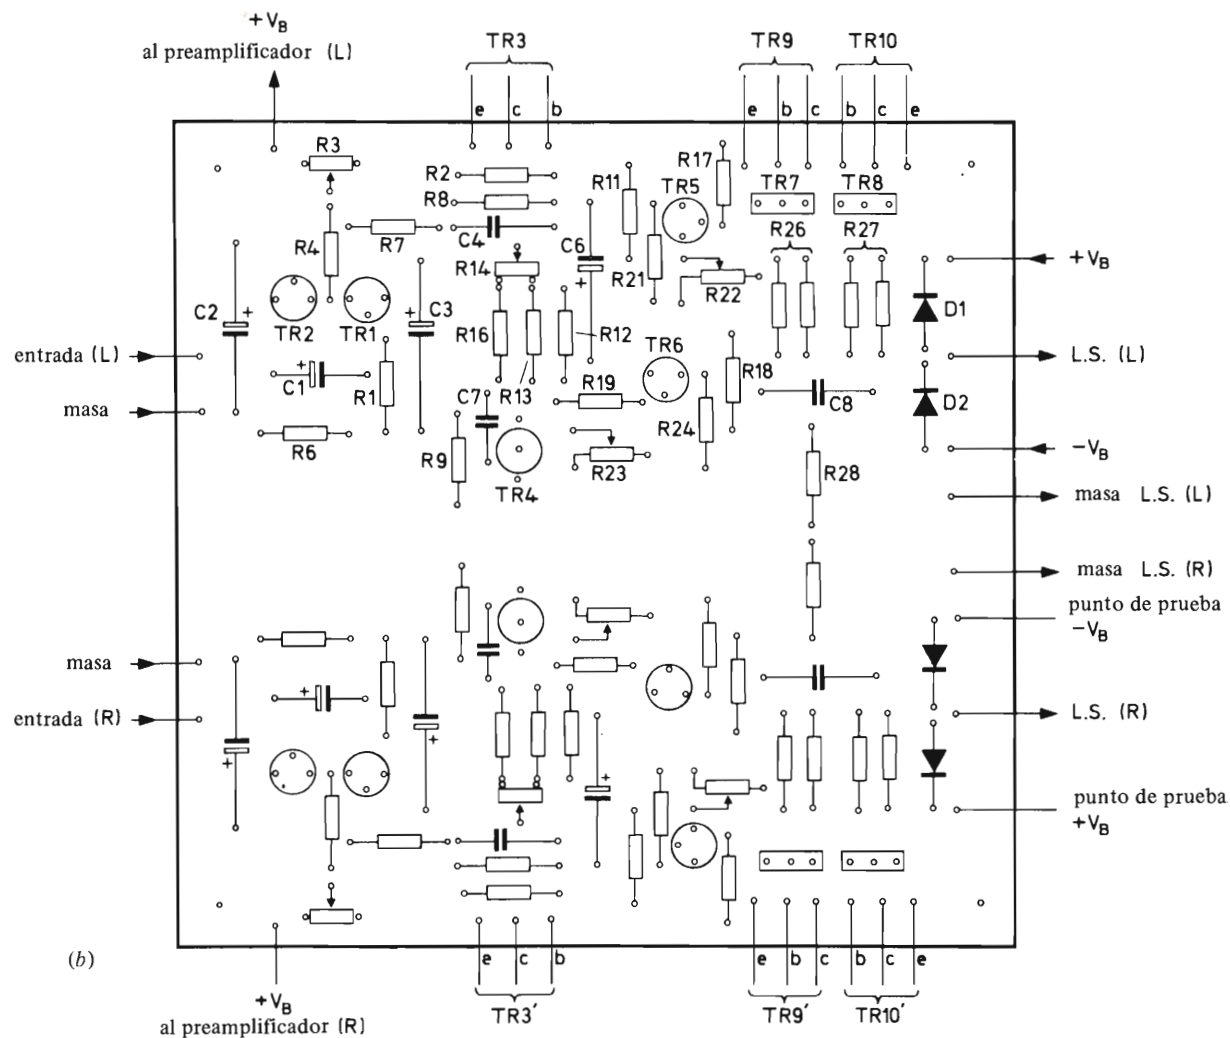 +V_B
al preamplificador (L)
TR3
TR9
TR10
e c b
e b c
b c e
R3
R2
R8
R11
R17
TR5
TR7
TR8
R4
R7
C4
C6
R26
R27
R14
R21
R22
+V_B
C2
C3
TR2
TR1
R16
R12
D1
TR6
entrada (L)
L.S. (L)
R13
R18
C1
R1
R19
C8
D2
masa
C7
R24
R6
R9
R23
−V_B
TR4
R28
masa L.S. (L)
masa L.S. (R)
punto de prueba
−V_B
masa
entrada (R)
L.S. (R)
punto de prueba
+V_B
(b)
e c b
e b c
b c e
+V_B
al preamplificador (R)
TR3′
TR9′
TR10′